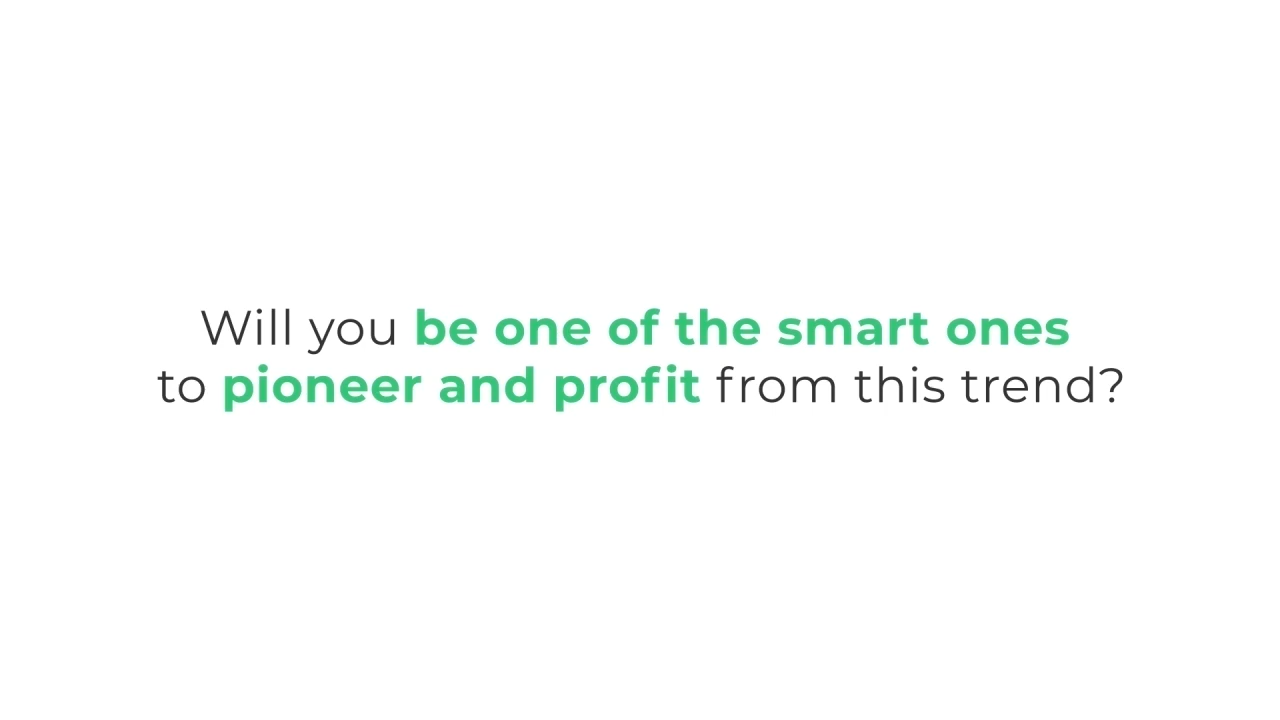 Will you be one of the smart ones
to pioneer and profit from this trend?